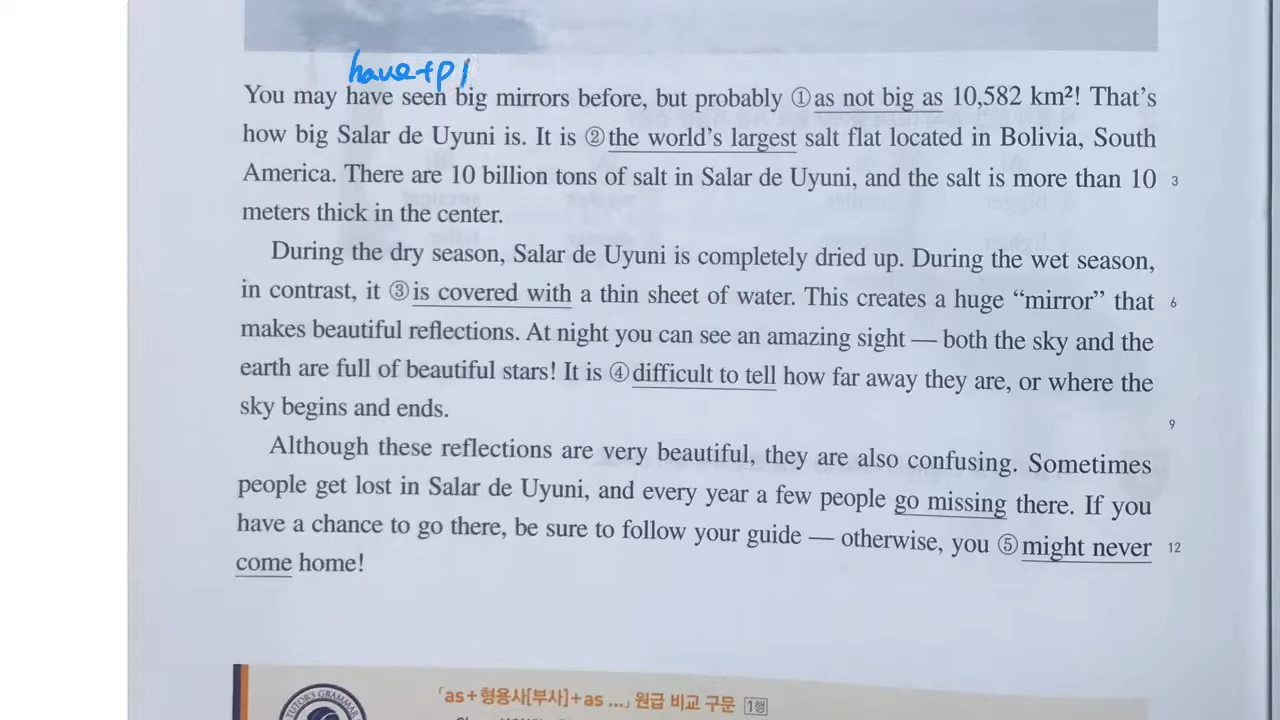 have+p
You may have seen big mirrors before, but probably ①as not big as 10,582 km²! That's
how big Salar de Uyuni is. It is ②the world's largest salt flat located in Bolivia, South
America. There are 10 billion tons of salt in Salar de Uyuni, and the salt is more than 10 3
meters thick in the center.
During the dry season, Salar de Uyuni is completely dried up. During the wet season,
in contrast, it ③is covered with a thin sheet of water. This creates a huge “mirror” that 6
makes beautiful reflections. At night you can see an amazing sight — both the sky and the
earth are full of beautiful stars! It is ④difficult to tell how far away they are, or where the
sky begins and ends.
9
Although these reflections are very beautiful, they are also confusing. Sometimes
people get lost in Salar de Uyuni, and every year a few people go missing there. If you
have a chance to go there, be sure to follow your guide — otherwise, you ⑤might never 12
come home!
「as+형용사[부사]+as ...」 원급 비교 구문 1행
TUTOR'S GRAMMAR